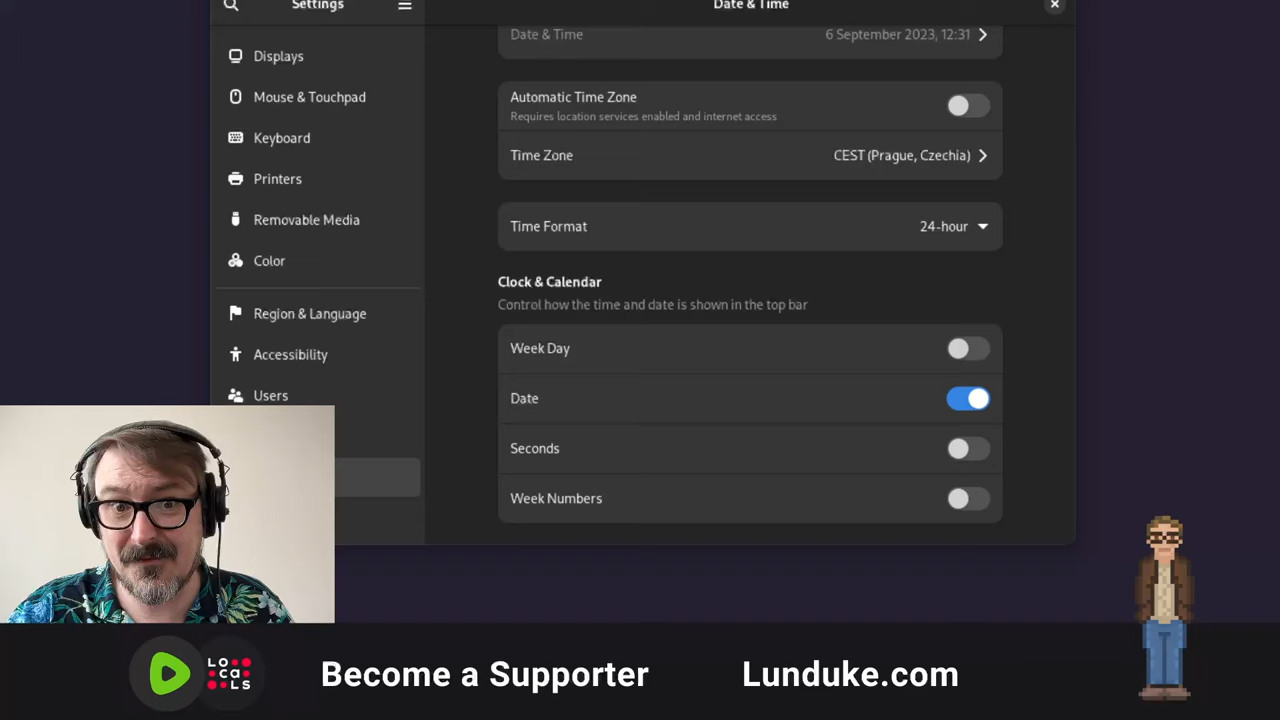 Settings
Date & Time
Displays
Mouse & Touchpad
Keyboard
Printers
Removable Media
Color
Region & Language
Accessibility
Users
Date & Time
6 September 2023, 12:31
Automatic Time Zone
Requires location services enabled and internet access
Time Zone
CEST (Prague, Czechia)
Time Format
24-hour
Clock & Calendar
Control how the time and date is shown in the top bar
Week Day
Date
Seconds
Week Numbers
LO
ca
LS
Become a Supporter
Lunduke.com